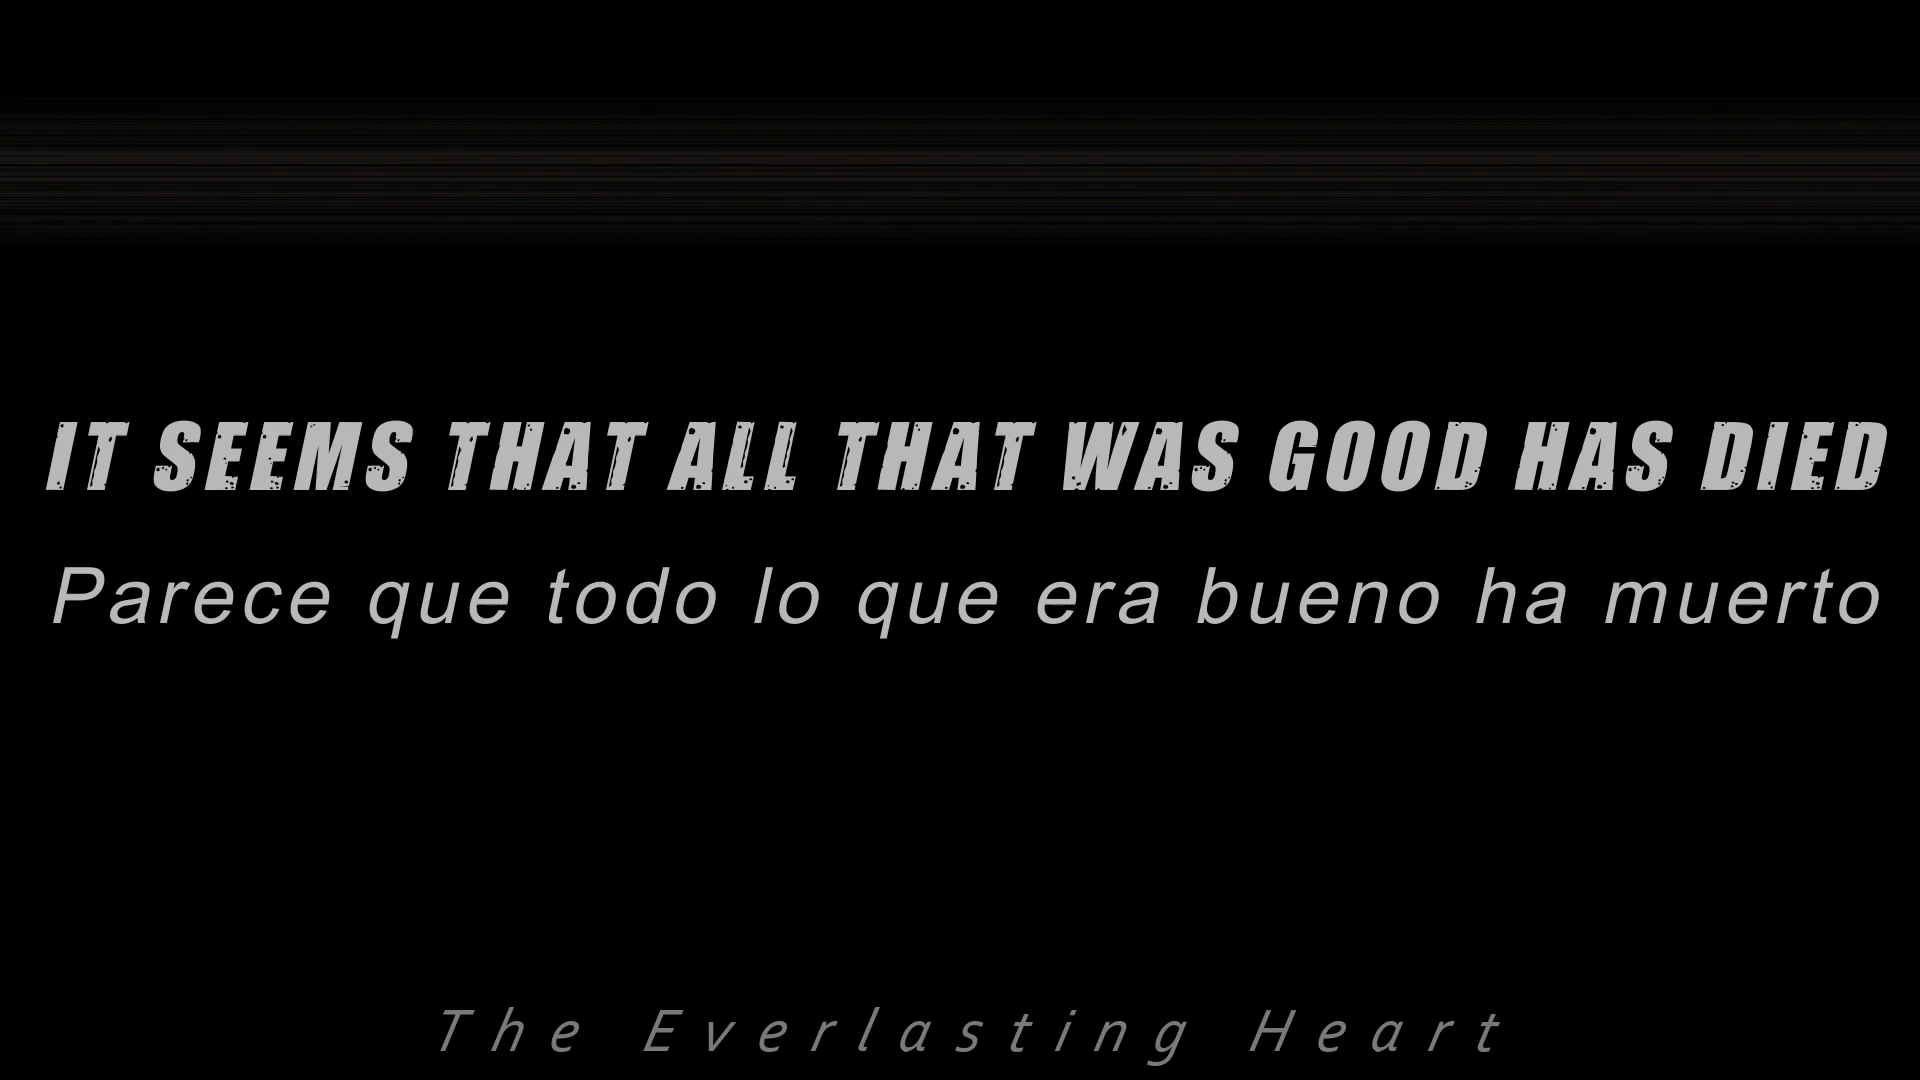 IT SEEMS THAT ALL THAT WAS GOOD HAS DIED
Parece que todo lo que era bueno ha muerto
The Everlasting Heart